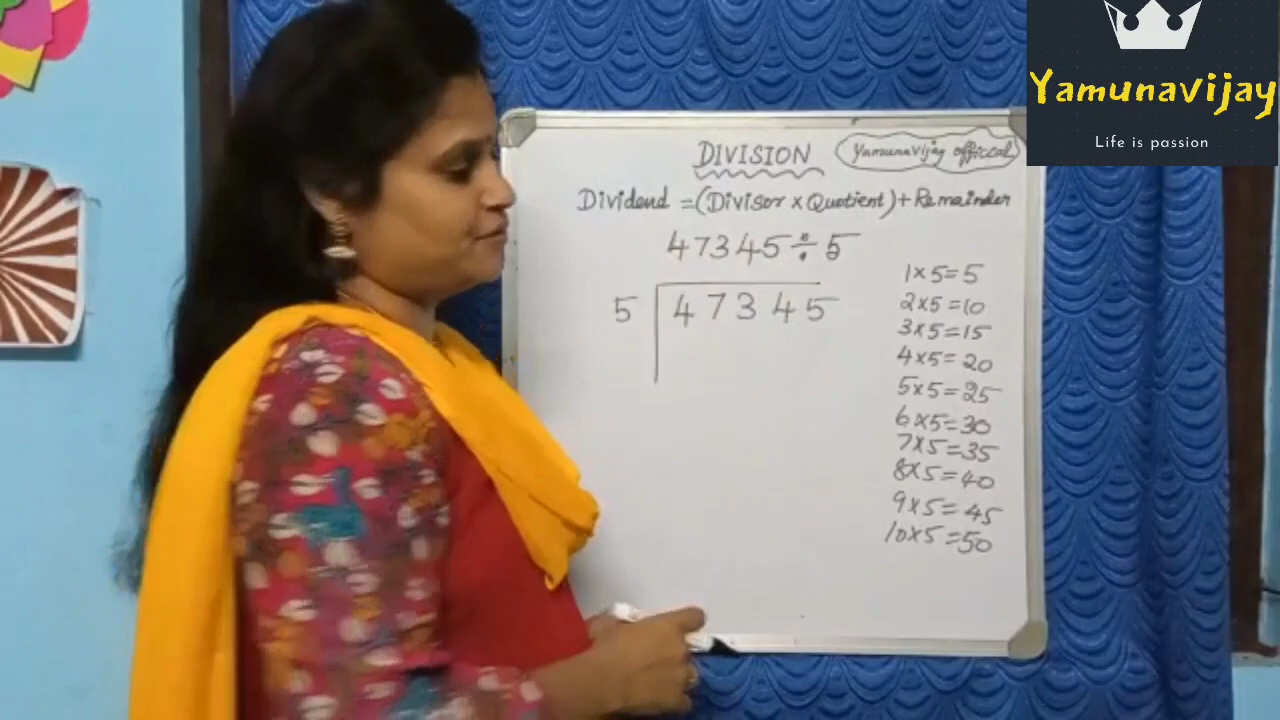 Yamunavijay
Life is passion
DIVISION
Yamunavijay official
Dividend =(Divisor x Quotient)+Remainder
47345÷5
5 47345
1x5=5
2x5=10
3x5=15
4x5=20
5x5=25
6x5=30
7x5=35
8x5=40
9x5=45
10x5=50